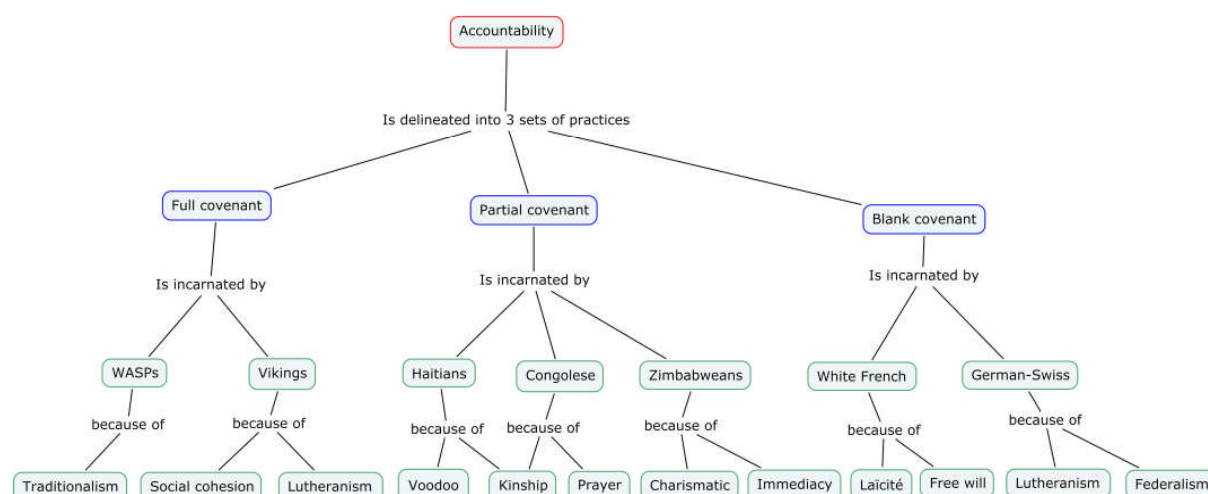 Accountability
Is delineated into 3 sets of practices
Full covenant
Partial covenant
Blank covenant
Is incarnated by
Is incarnated by
Is incarnated by
WASPs
Vikings
Haitians
Congolese
Zimbabweans
White French
German-Swiss
because of
because of
because of
because of
because of
because of
because of
Traditionalism
Social cohesion
Lutheranism
Voodoo
Kinship
Prayer
Charismatic
Immediacy
Laïcité
Free will
Lutheranism
Federalism